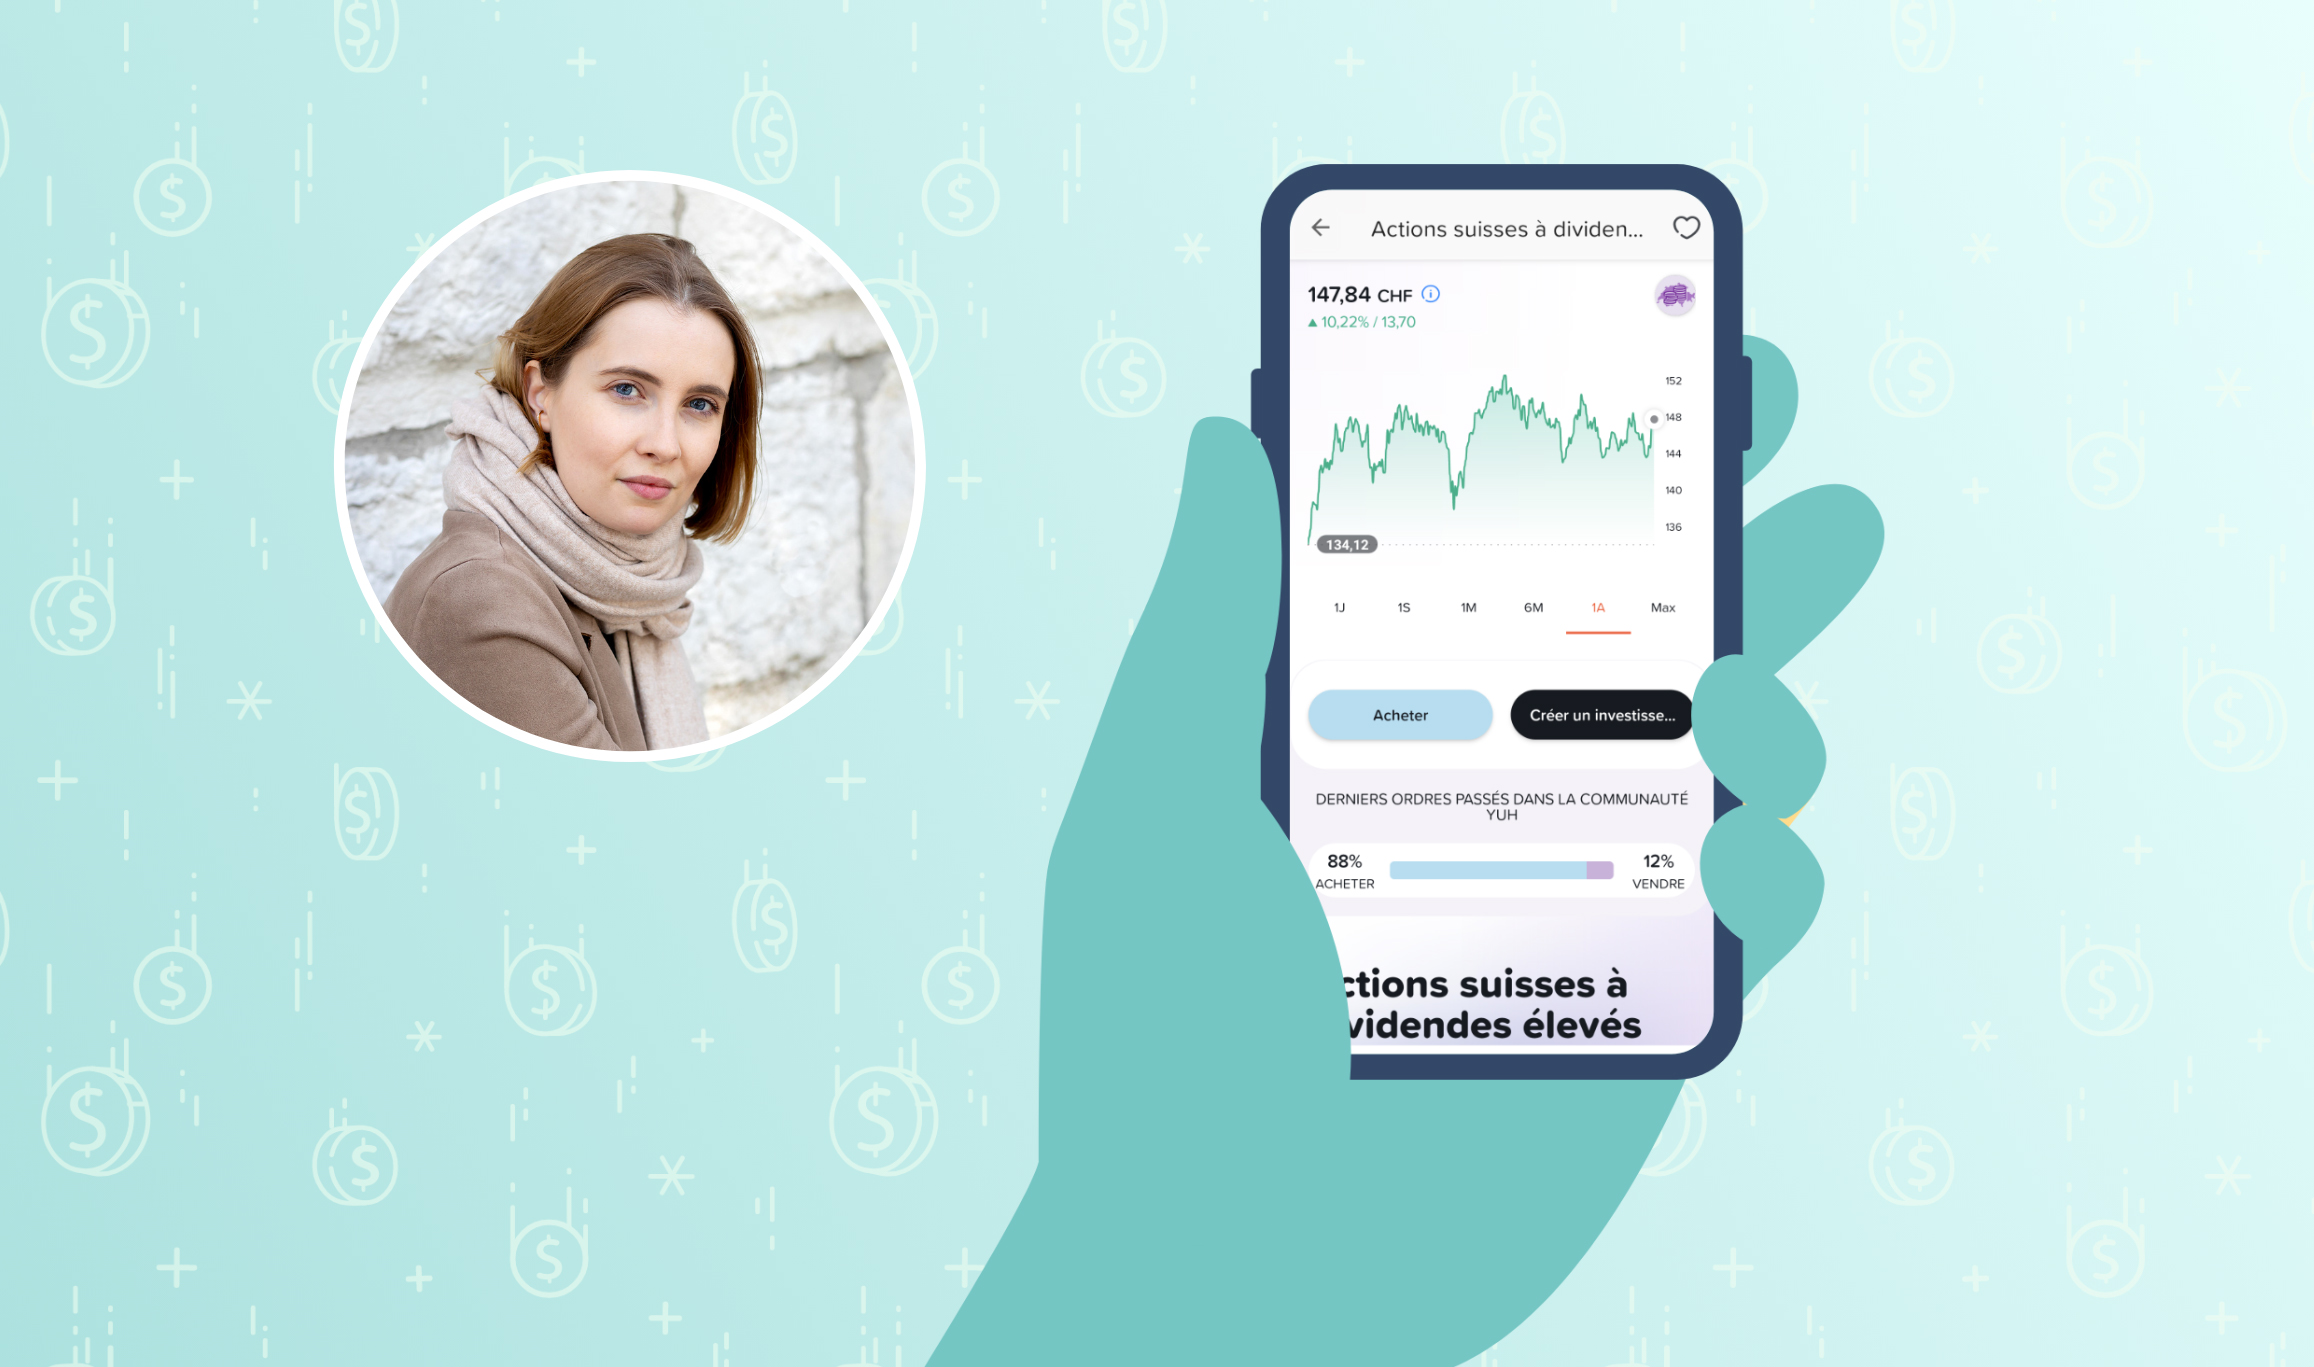 Actions suisses à dividen...
147,84 CHF
10,22% / 13,70
152
148
144
140
136
134,12
1J 1S 1M 6M 1A Max
Acheter
Créer un investisse...
DERNIERS ORDRES PASSÉS DANS LA COMMUNAUTÉ
YUH
88%
ACHETER
12%
VENDRE
ctions suisses à
videndes élevés